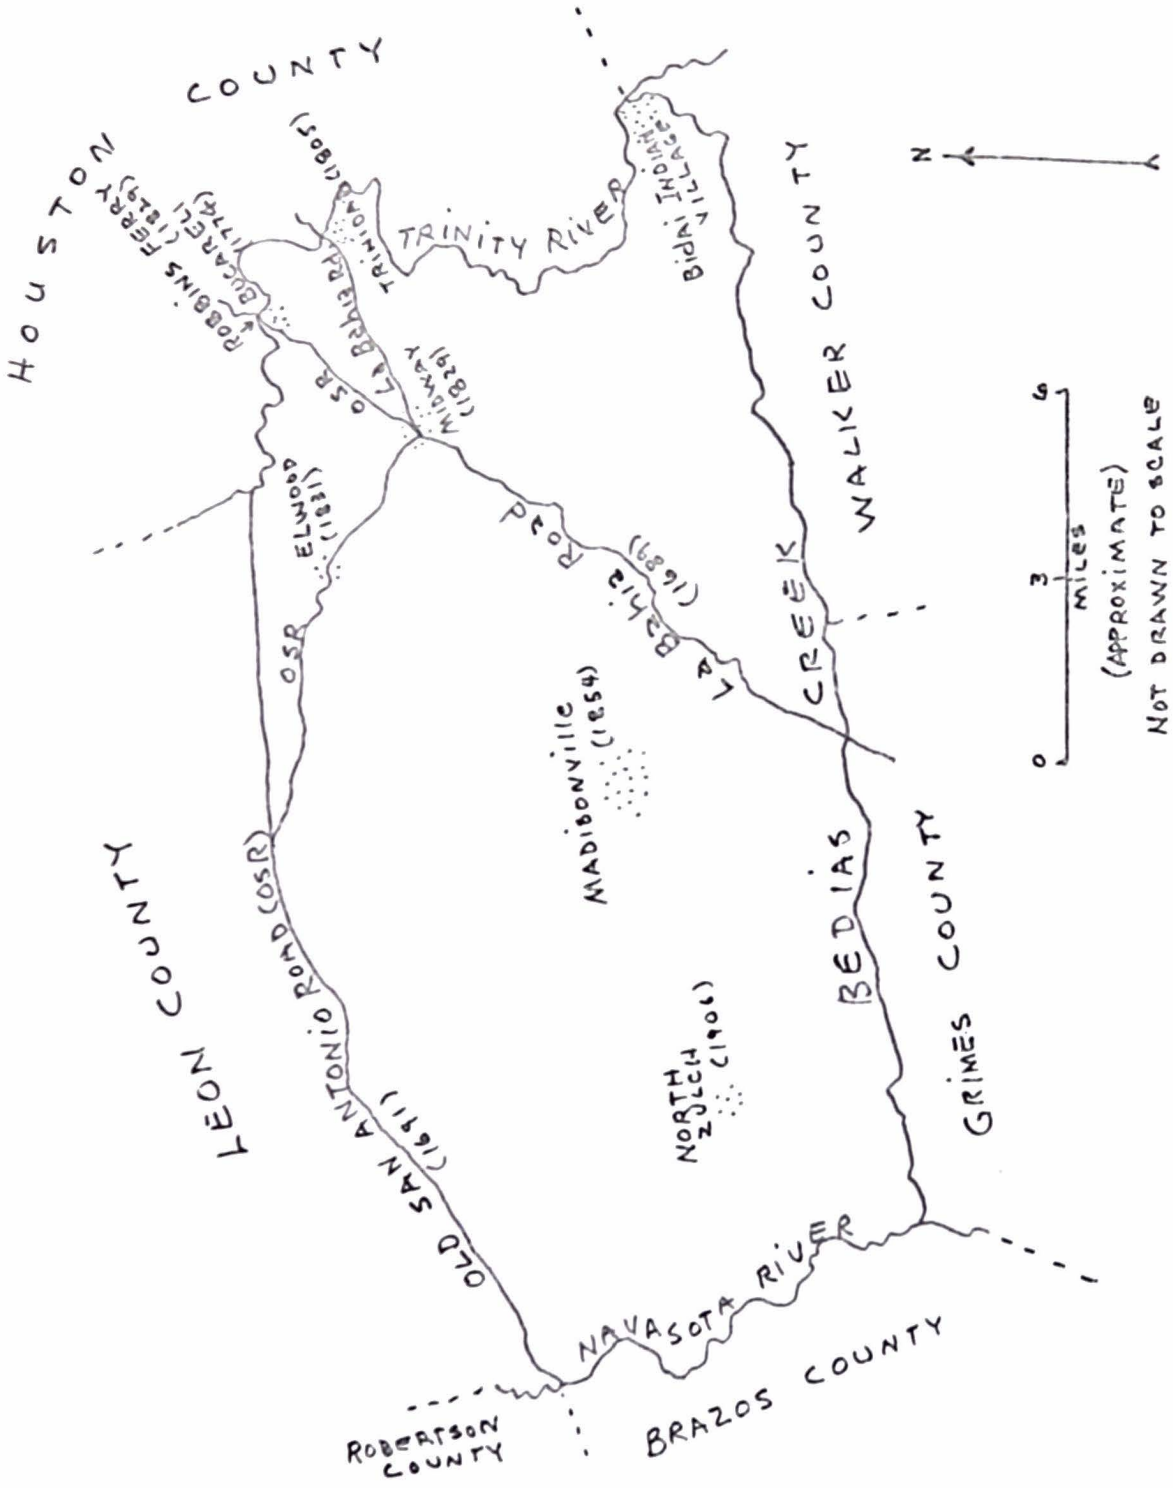 HOUSTON
COUNTY
ROBBINS FERRY
(1829)
BUCARELI
(1774)
TRINIDAD (1805)
La Bahia Rd.
OSR
MIDWAY
(1829)
TRINITY RIVER
Bidai INDIAN
VILLAGE
ELWOOD
(1831)
OSR
LEON COUNTY
OLD SAN ANTONIO ROAD (OSR)
(1691)
La Bahia Road
(1689)
MADISONVille
(1854)
NORTH
ZULCH
(1906)
BEDIAS CREEK
WALKER COUNTY
GRIMES COUNTY
NAVASOTA RIVER
ROBERTSON
COUNTY
BRAZOS COUNTY
N
0 3 6
MILES
(APPROXIMATE)
NOT DRAWN TO SCALE